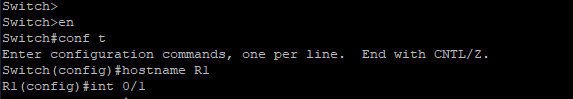 Switch>
Switch>en
Switch#conf t
Enter configuration commands, one per line.  End with CNTL/Z.
Switch(config)#hostname R1
R1(config)#int 0/1